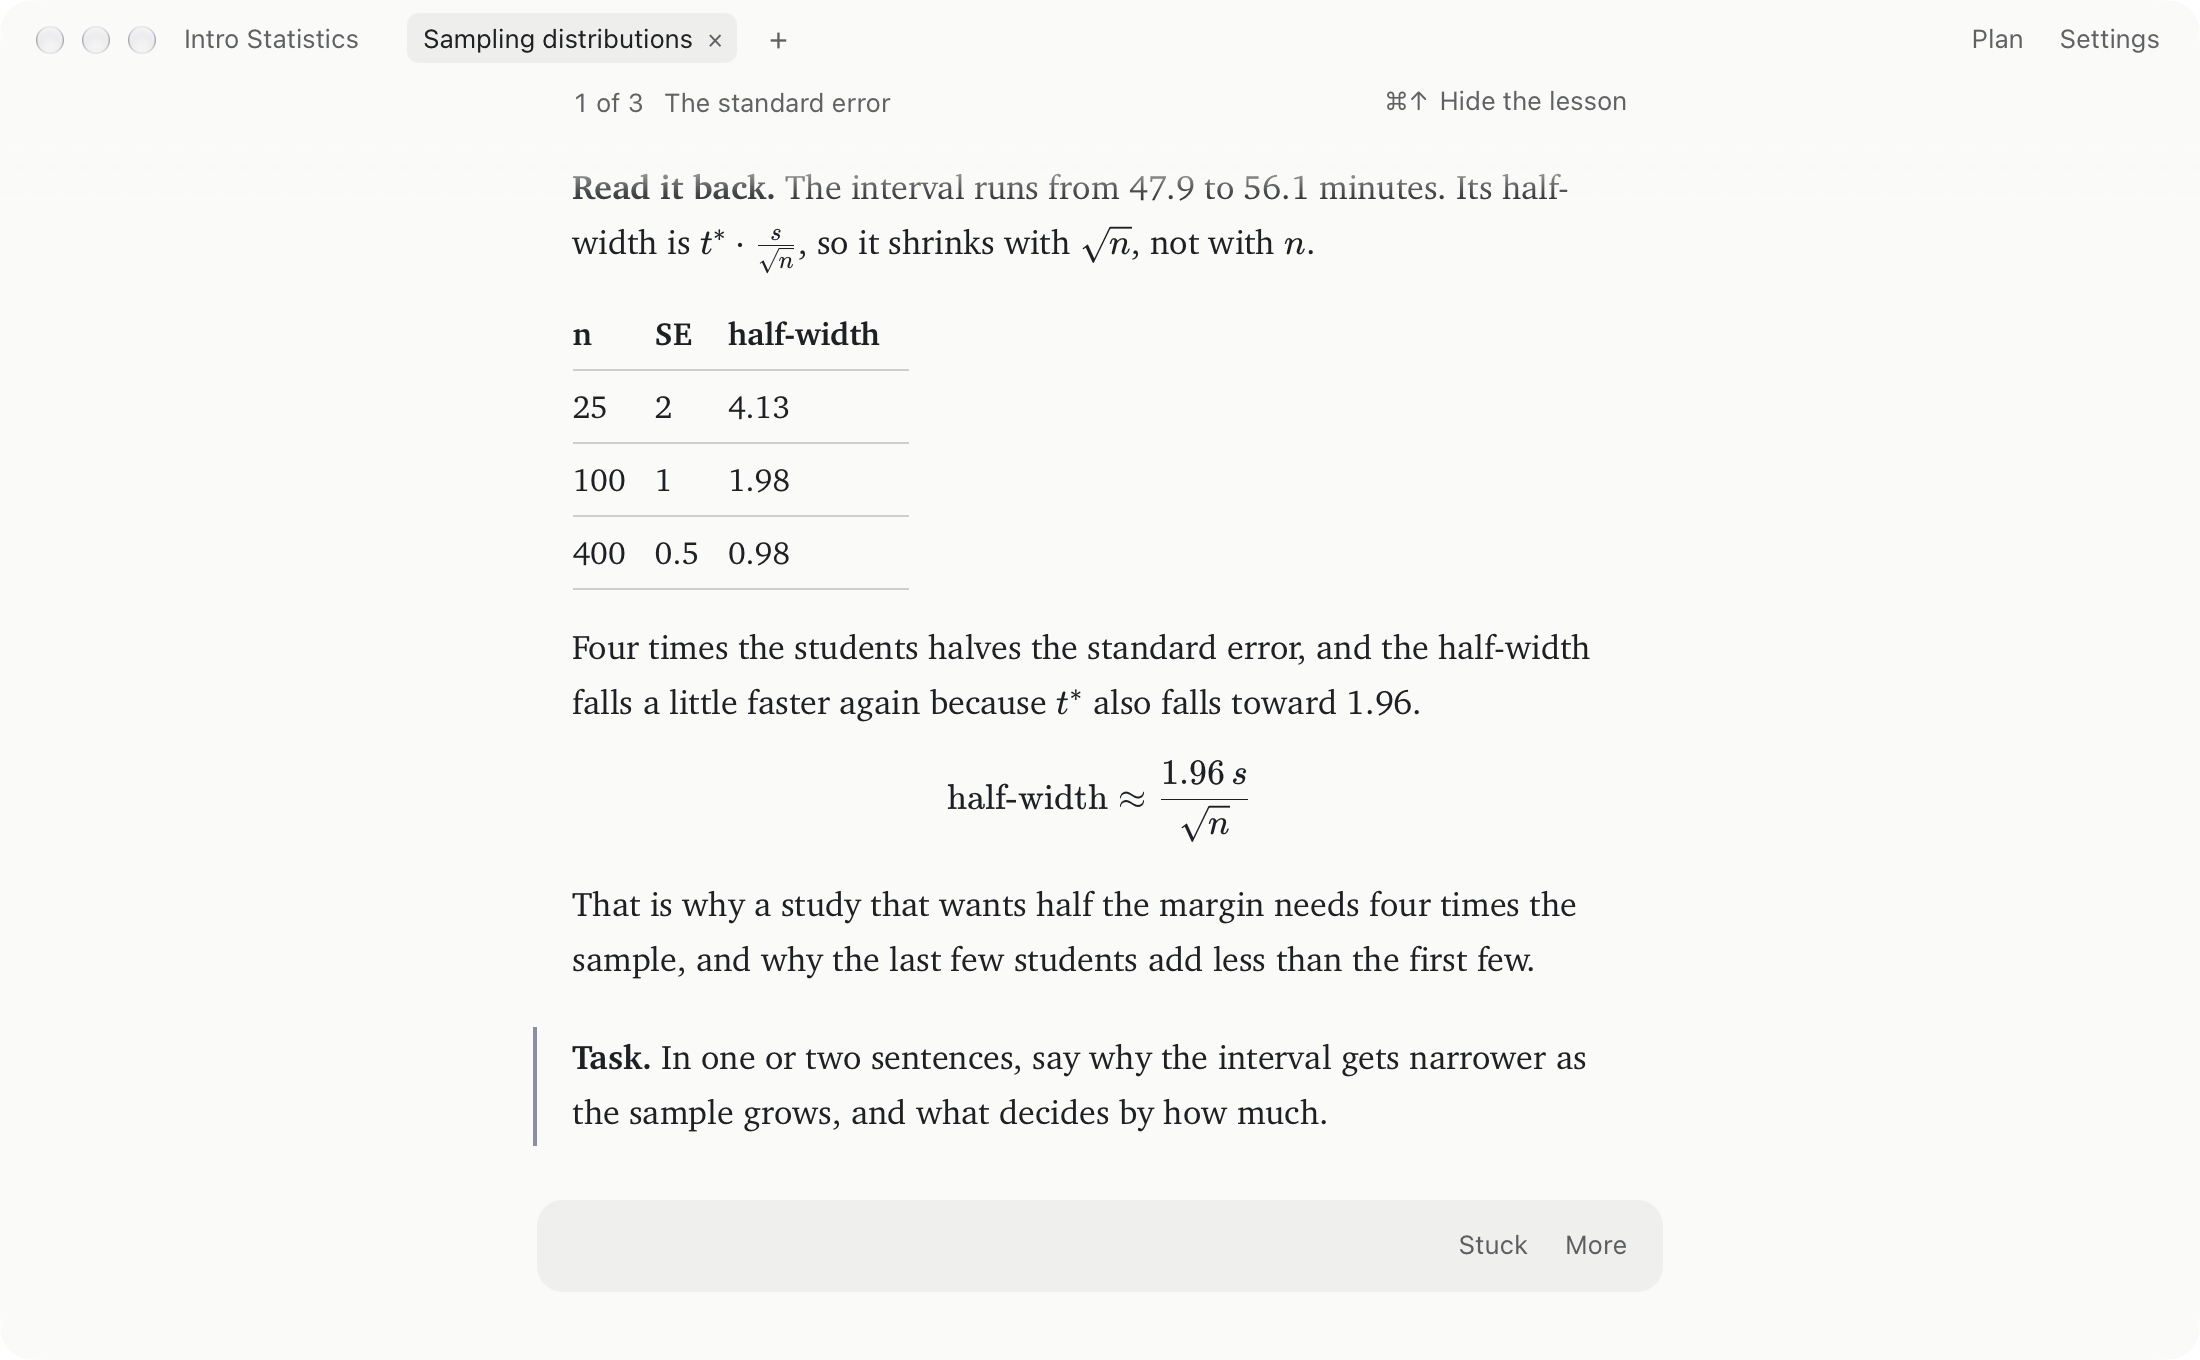 Intro Statistics Sampling distributions × + Plan Settings
1 of 3 The standard error ⌘↑ Hide the lesson
Read it back. The interval runs from 47.9 to 56.1 minutes. Its half-
width is t* · s/√n, so it shrinks with √n, not with n.
n SE half-width
25 2 4.13
100 1 1.98
400 0.5 0.98
Four times the students halves the standard error, and the half-width
falls a little faster again because t* also falls toward 1.96.
half-width ≈ 1.96 s/√n
That is why a study that wants half the margin needs four times the
sample, and why the last few students add less than the first few.
Task. In one or two sentences, say why the interval gets narrower as
the sample grows, and what decides by how much.
Stuck More